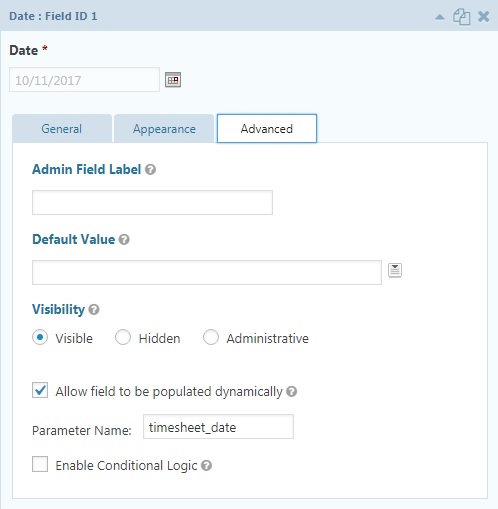 Date : Field ID 1
Date *
10/11/2017
General Appearance Advanced
Admin Field Label ?
Default Value ?
Visibility ?
Visible Hidden Administrative
Allow field to be populated dynamically ?
Parameter Name: timesheet_date
Enable Conditional Logic ?